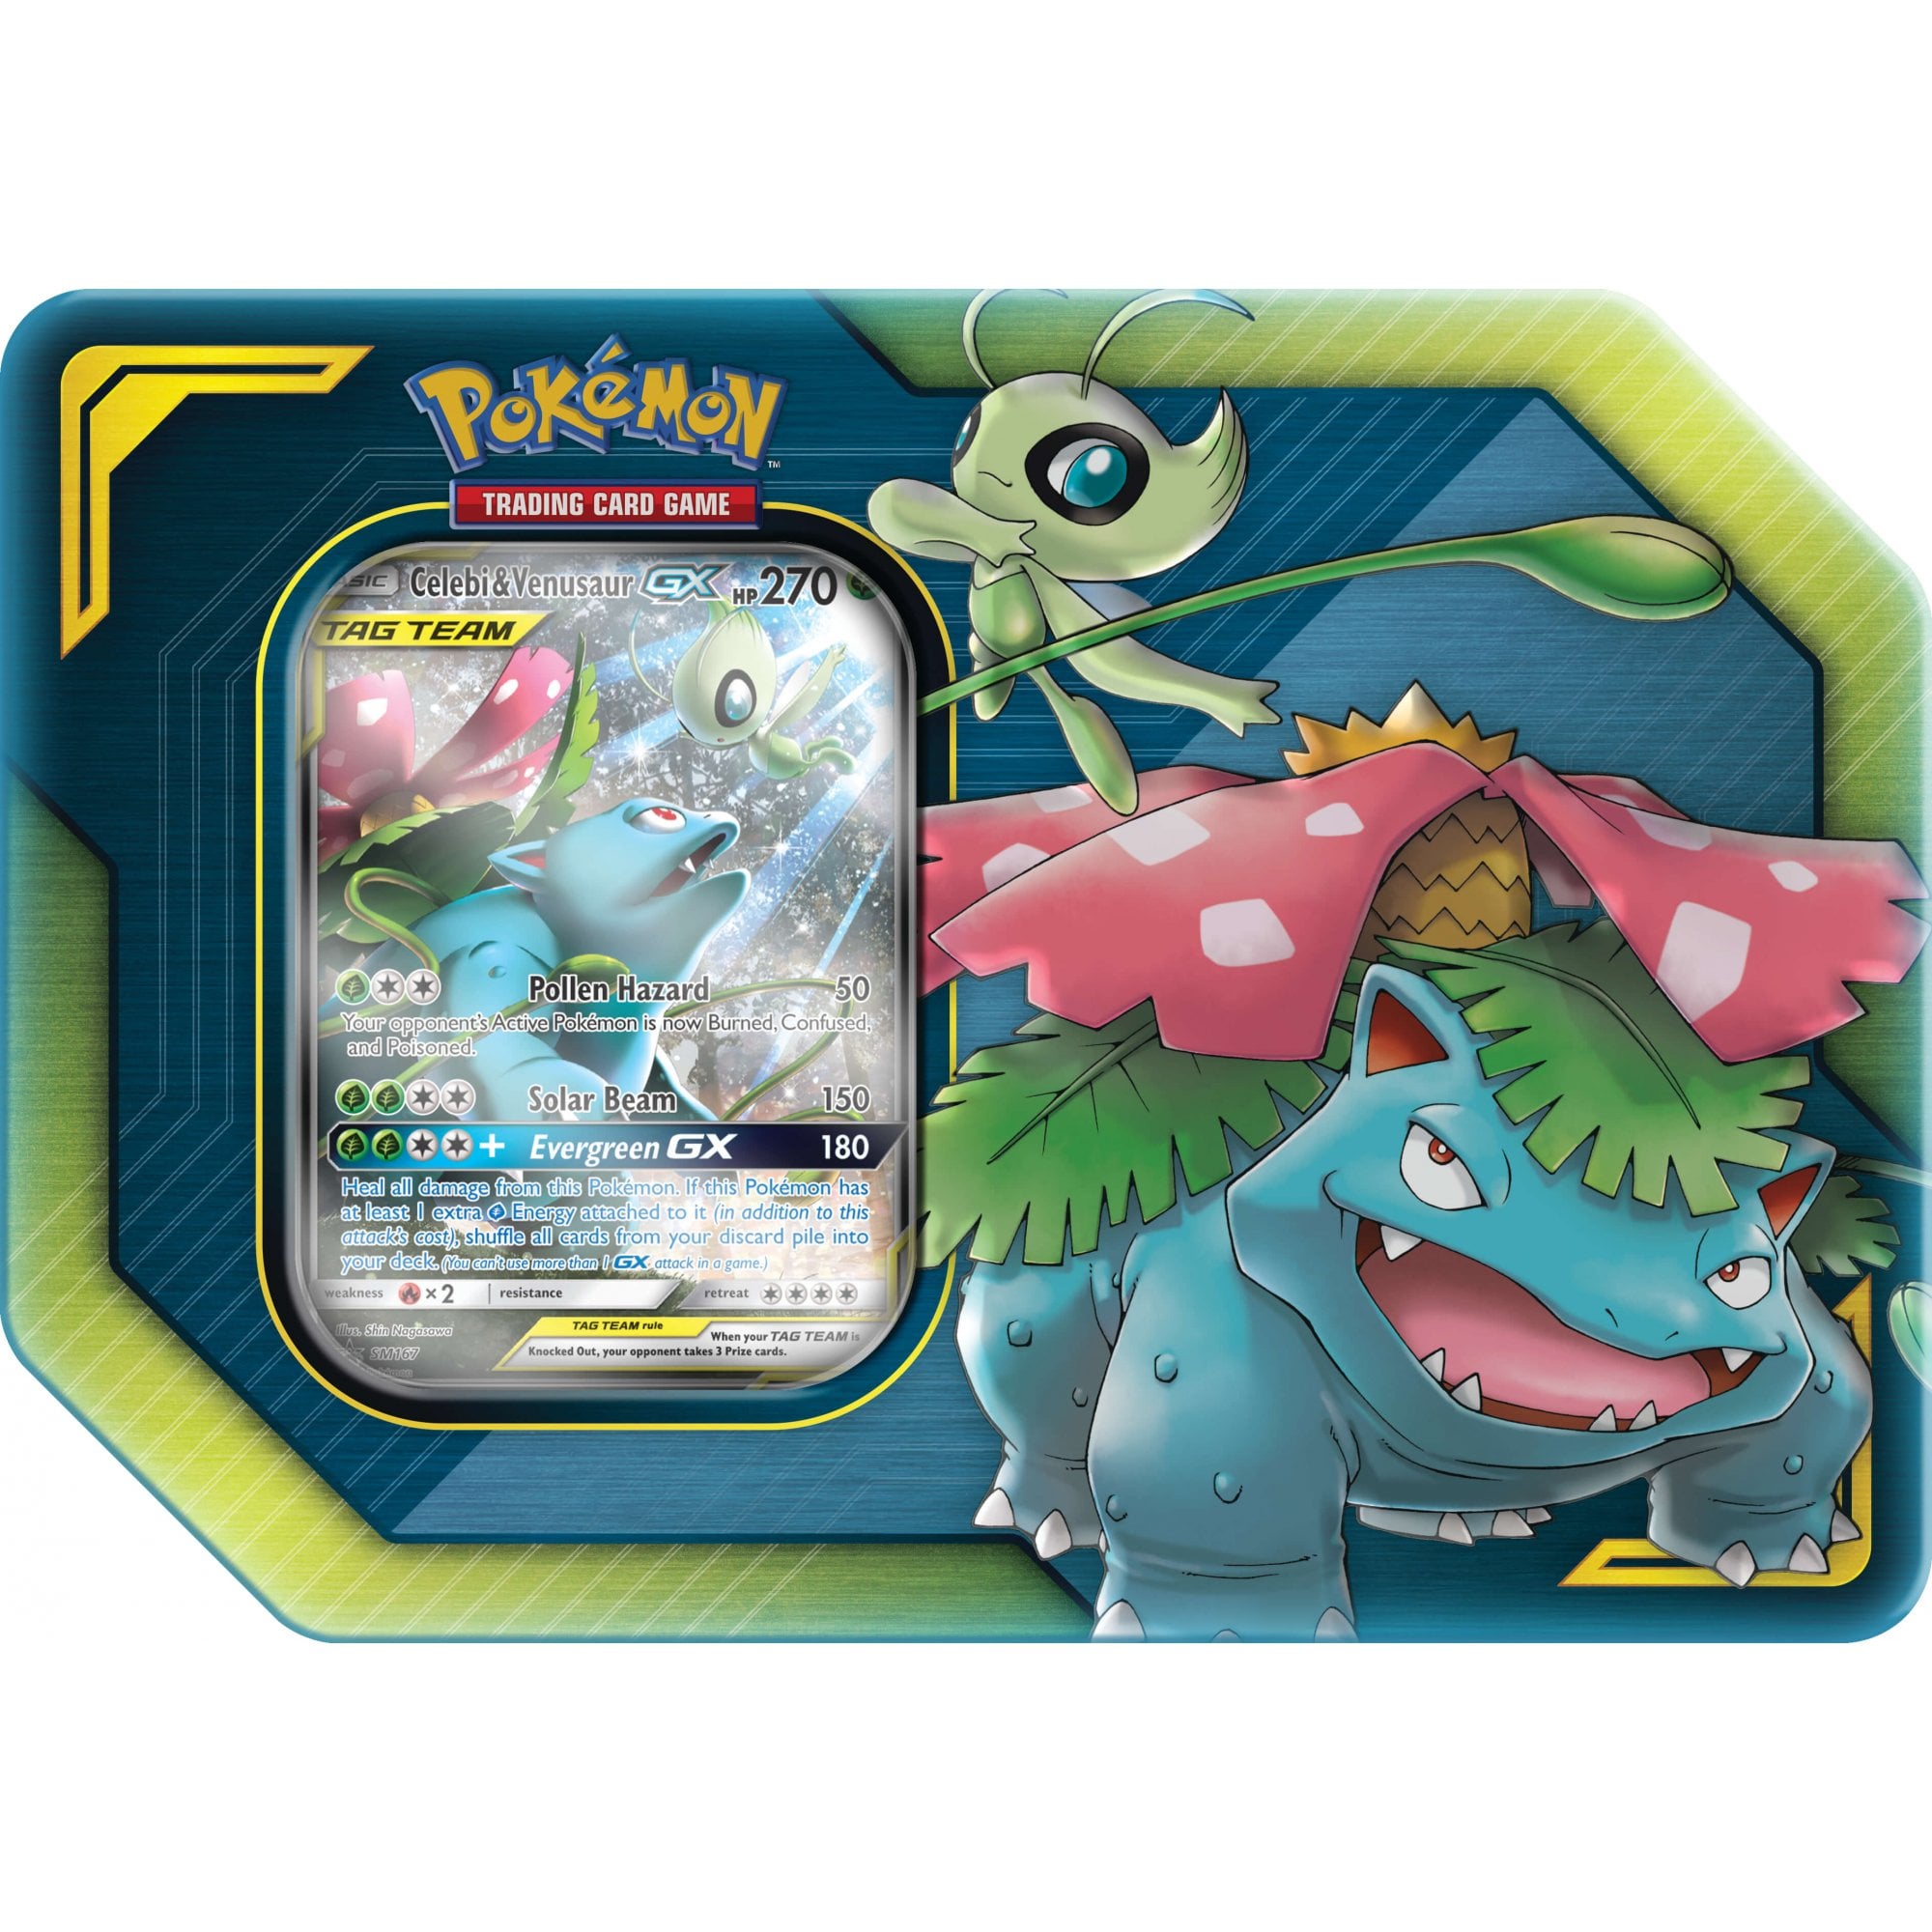 POKéMON
TM
TRADING CARD GAME
Celebi&Venusaur GX HP 270
TAG TEAM
Pollen Hazard 50
Your opponent's Active Pokémon is now Burned, Confused,
and Poisoned.
Solar Beam 150
+ Evergreen GX 180
Heal all damage from this Pokémon. If this Pokémon has
at least 1 extra Energy attached to it (in addition to this
attack's cost), shuffle all cards from your discard pile into
your deck. (You can't use more than 1 GX attack in a game.)
weakness ×2 resistance retreat
Illus. Shin Nagasawa
SM167
TAG TEAM rule
When your TAG TEAM is
Knocked Out, your opponent takes 3 Prize cards.